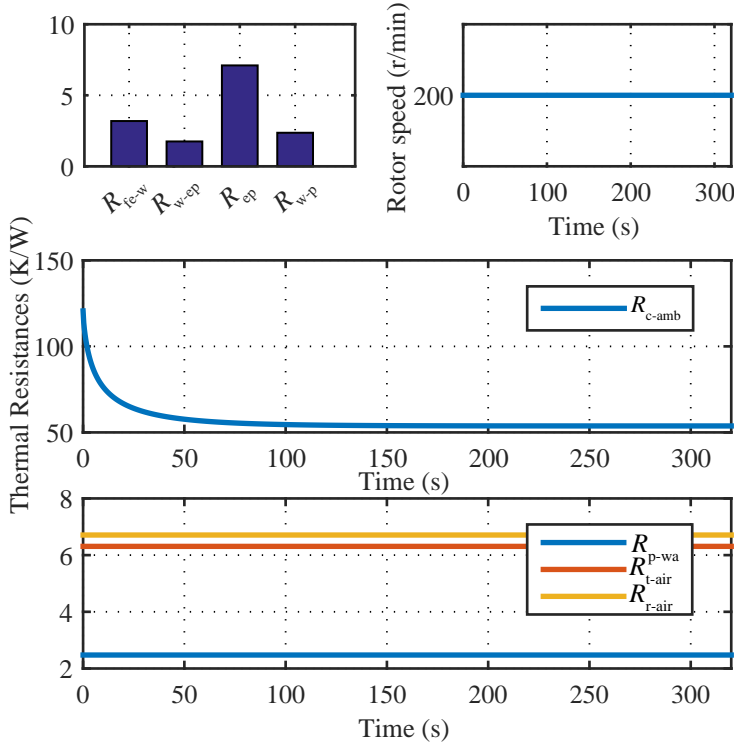 10
5
0
R_fe-w
R_w-ep
R_ep
R_w-p
Rotor speed (r/min)
200
0 100 200 300
Time (s)
Thermal Resistances (K/W)
150
100
50
R_c-amb
0 50 100 150 200 250 300
Time (s)
8
6
4
2
R_p-wa
R_t-air
R_r-air
0 50 100 150 200 250 300
Time (s)